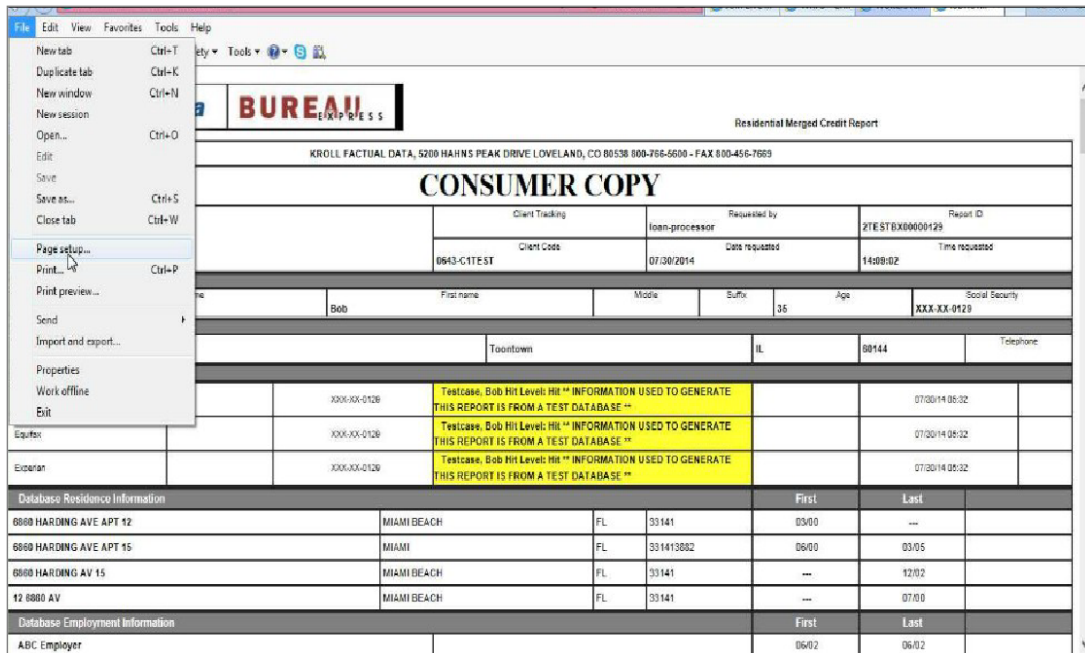 File Edit View Favorites Tools Help
New tab Ctrl+T
Duplicate tab Ctrl+K
New window Ctrl+N
New session
Open... Ctrl+O
Edit
Save
Save as... Ctrl+S
Close tab Ctrl+W
Page setup...
Print... Ctrl+P
Print preview...
Send
Import and export...
Properties
Work offline
Exit
ety Tools
a BUREAU EXPRESS
Residential Merged Credit Report
KROLL FACTUAL DATA, 5200 HAHNS PEAK DRIVE LOVELAND, CO 80538 800-766-5600 - FAX 800-456-7669
CONSUMER COPY
Client Tracking Requested by Report ID
loan-processor 2TESTBX00000129
Client Code Date requested Time requested
0643-C1TEST 07/30/2014 14:09:02
me First name Middle Suffix Age Social Security
Bob 35 XXX-XX-0129
Telephone
Toontown IL 60144
XXX-XX-0129 Testcase, Bob Hit Level: Hit ** INFORMATION USED TO GENERATE 07/30/14 05:32
THIS REPORT IS FROM A TEST DATABASE **
Equifax XXX-XX-0129 Testcase, Bob Hit Level: Hit ** INFORMATION USED TO GENERATE 07/30/14 05:32
THIS REPORT IS FROM A TEST DATABASE **
Experian XXX-XX-0129 Testcase, Bob Hit Level: Hit ** INFORMATION USED TO GENERATE 07/30/14 05:32
THIS REPORT IS FROM A TEST DATABASE **
Database Residence Information First Last
6860 HARDING AVE APT 12 MIAMI BEACH FL 33141 03/00 ---
6860 HARDING AVE APT 15 MIAMI FL 331413882 06/00 03/05
6860 HARDING AV 15 MIAMI BEACH FL 33141 --- 12/02
12 6860 AV MIAMI BEACH FL 33141 --- 07/00
Database Employment Information First Last
ABC Employer 06/02 06/02